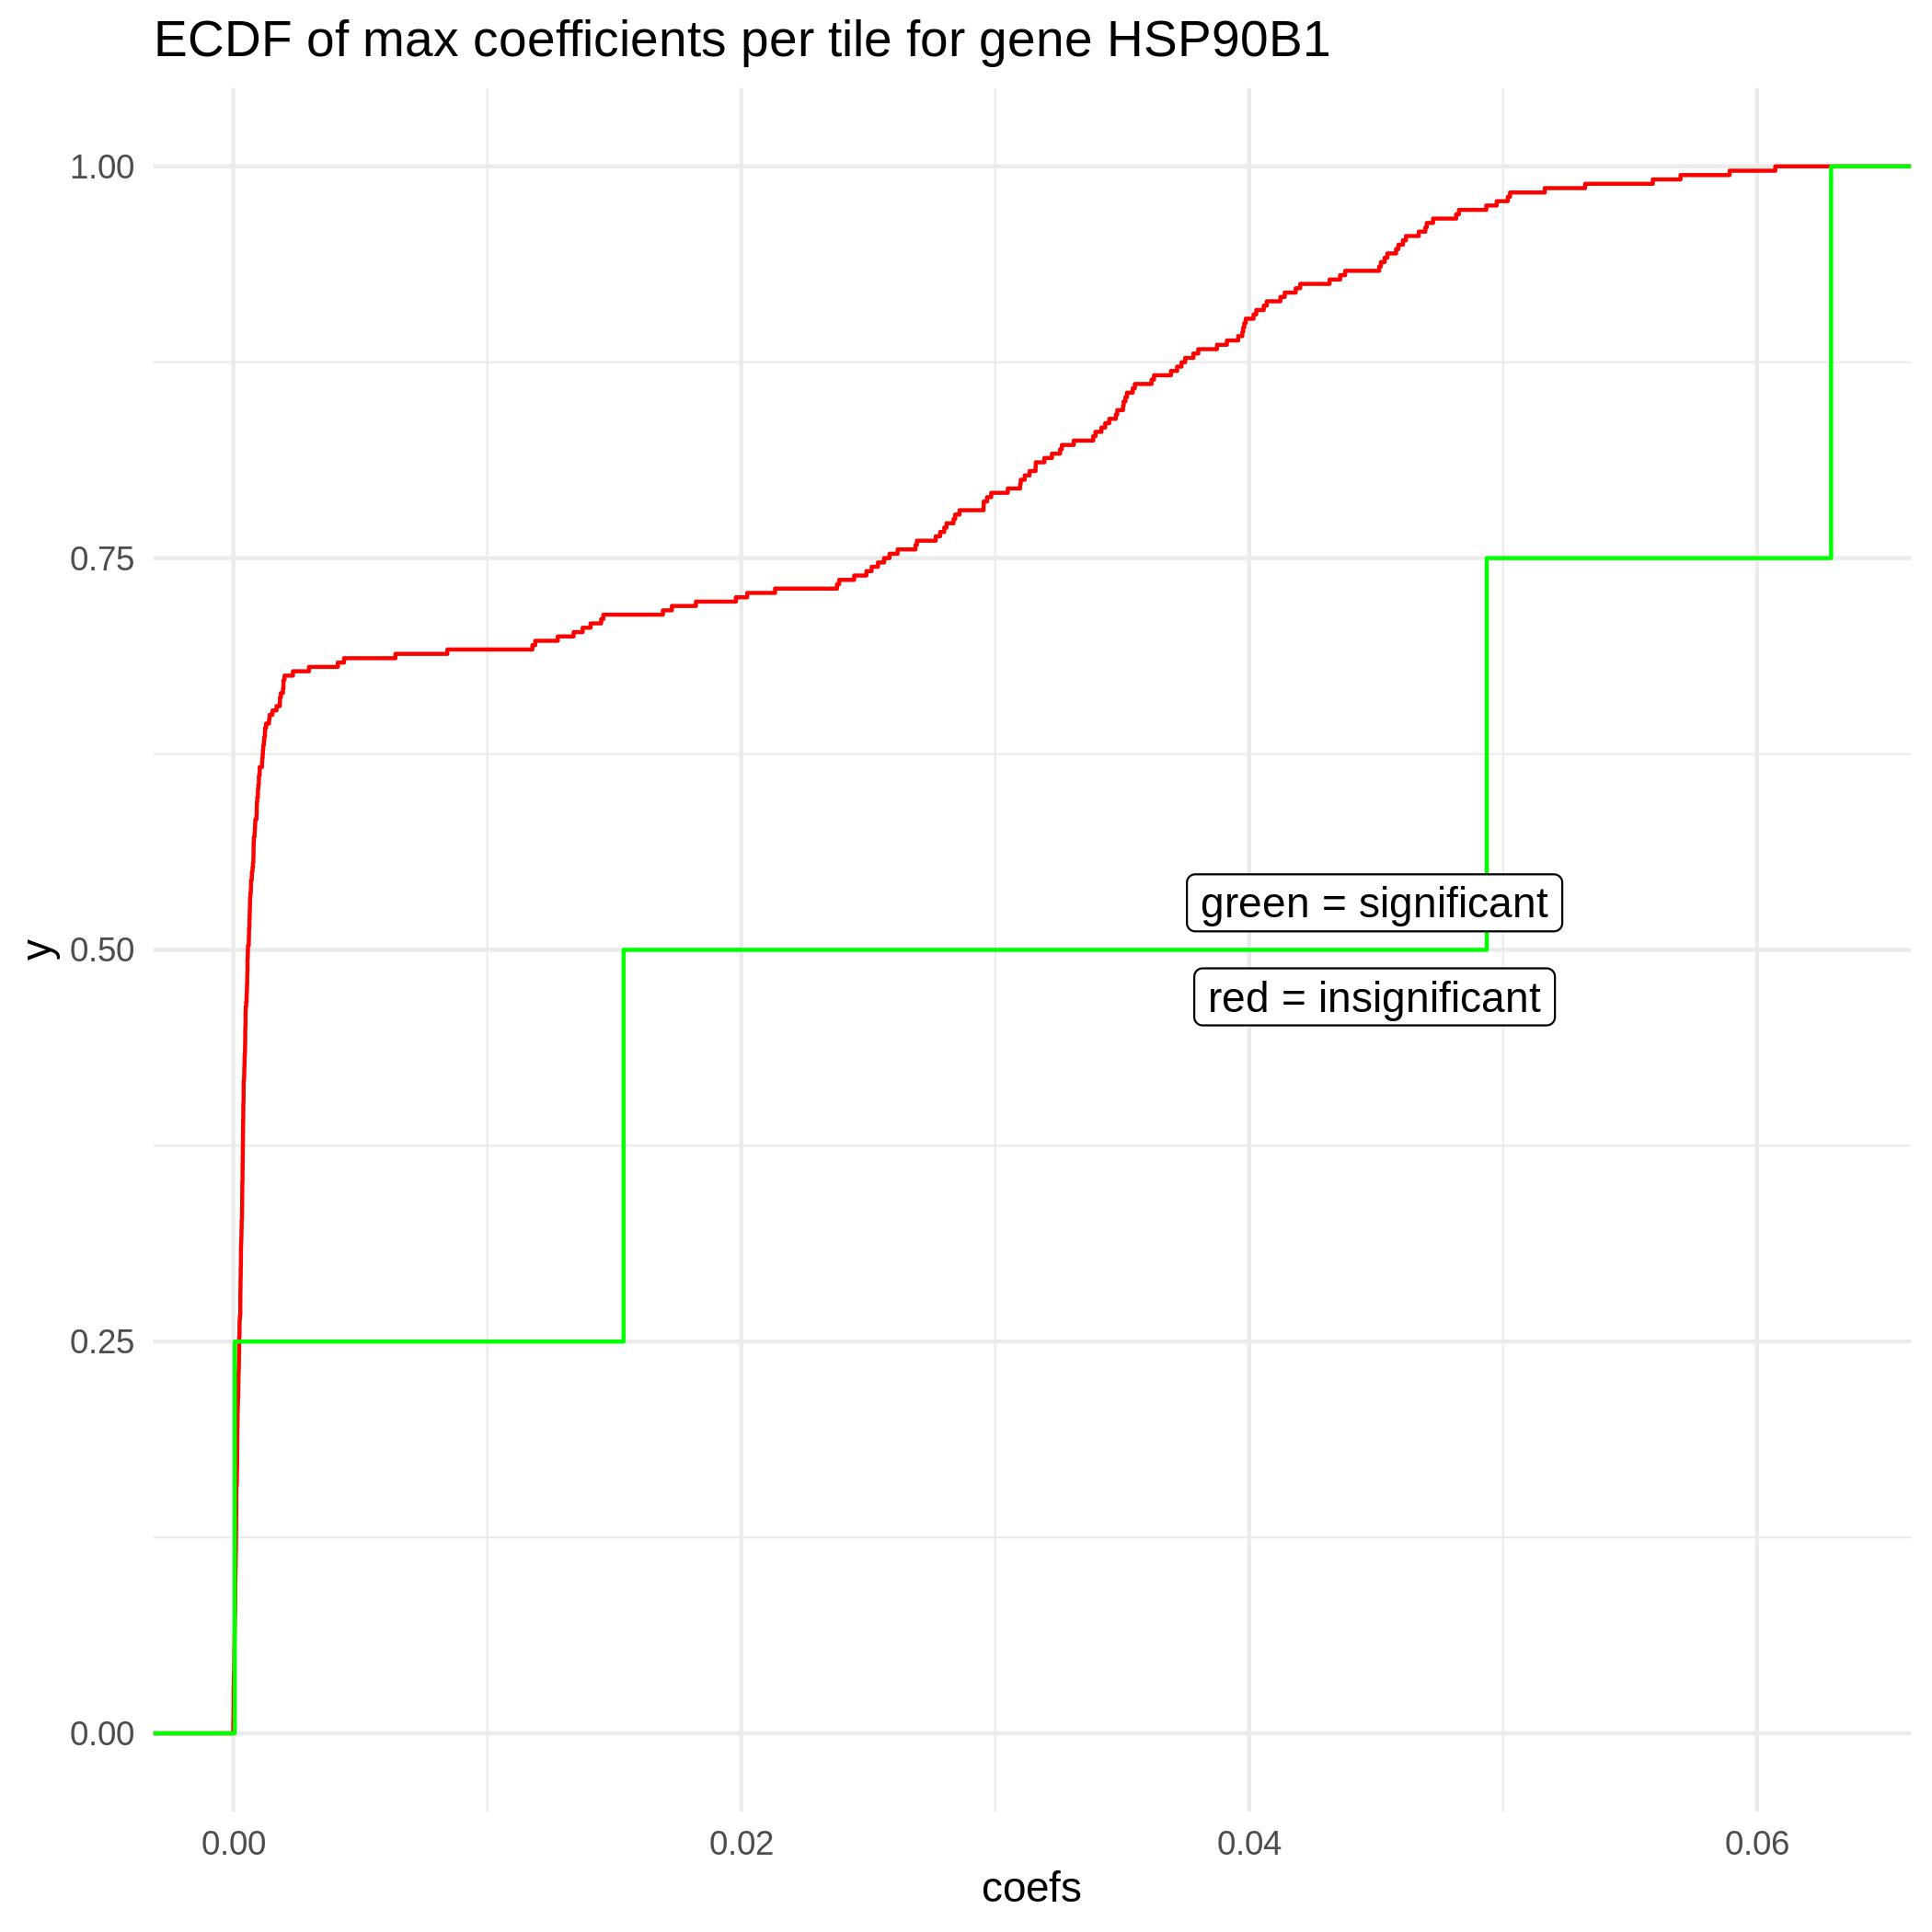 ECDF of max coefficients per tile for gene HSP90B1
1.00
0.75
0.50
0.25
0.00
y
green = significant
red = insignificant
0.00 0.02 0.04 0.06
coefs